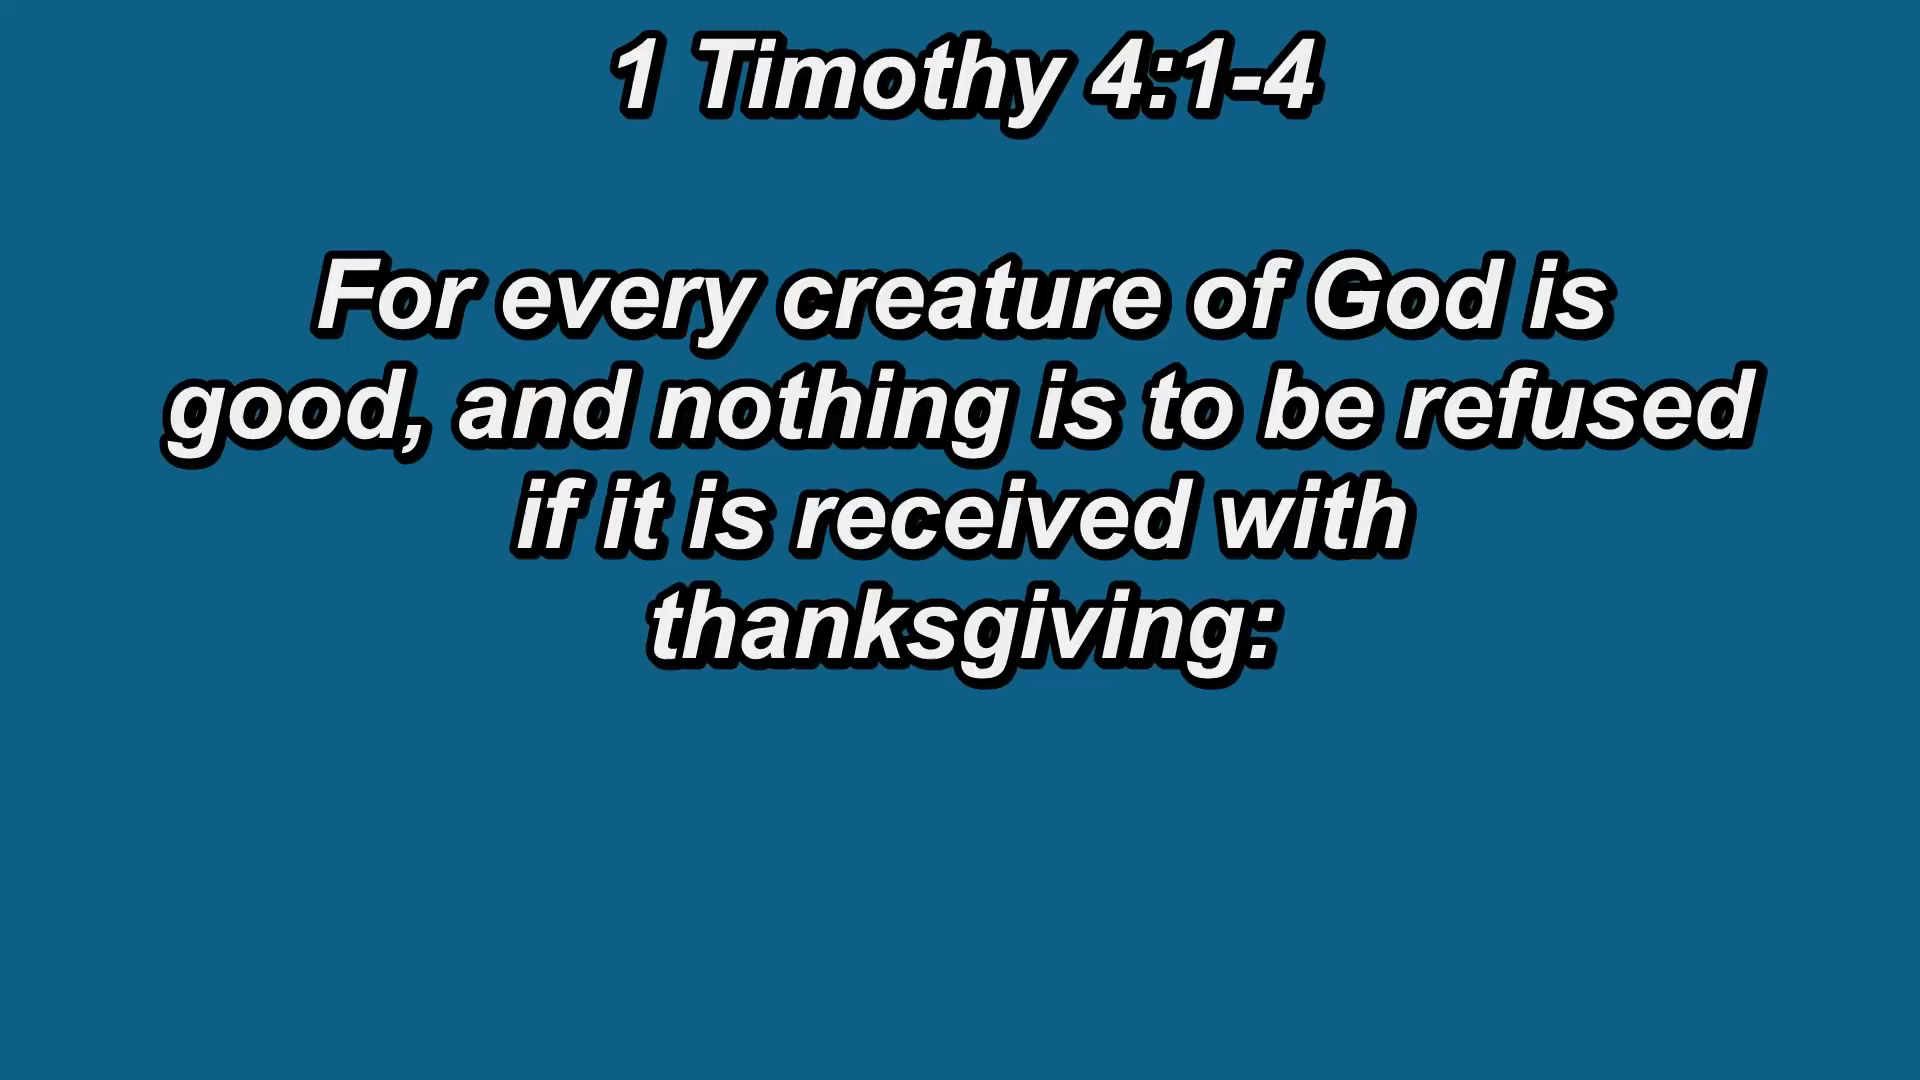 1 Timothy 4:1-4
For every creature of God is
good, and nothing is to be refused
if it is received with
thanksgiving: